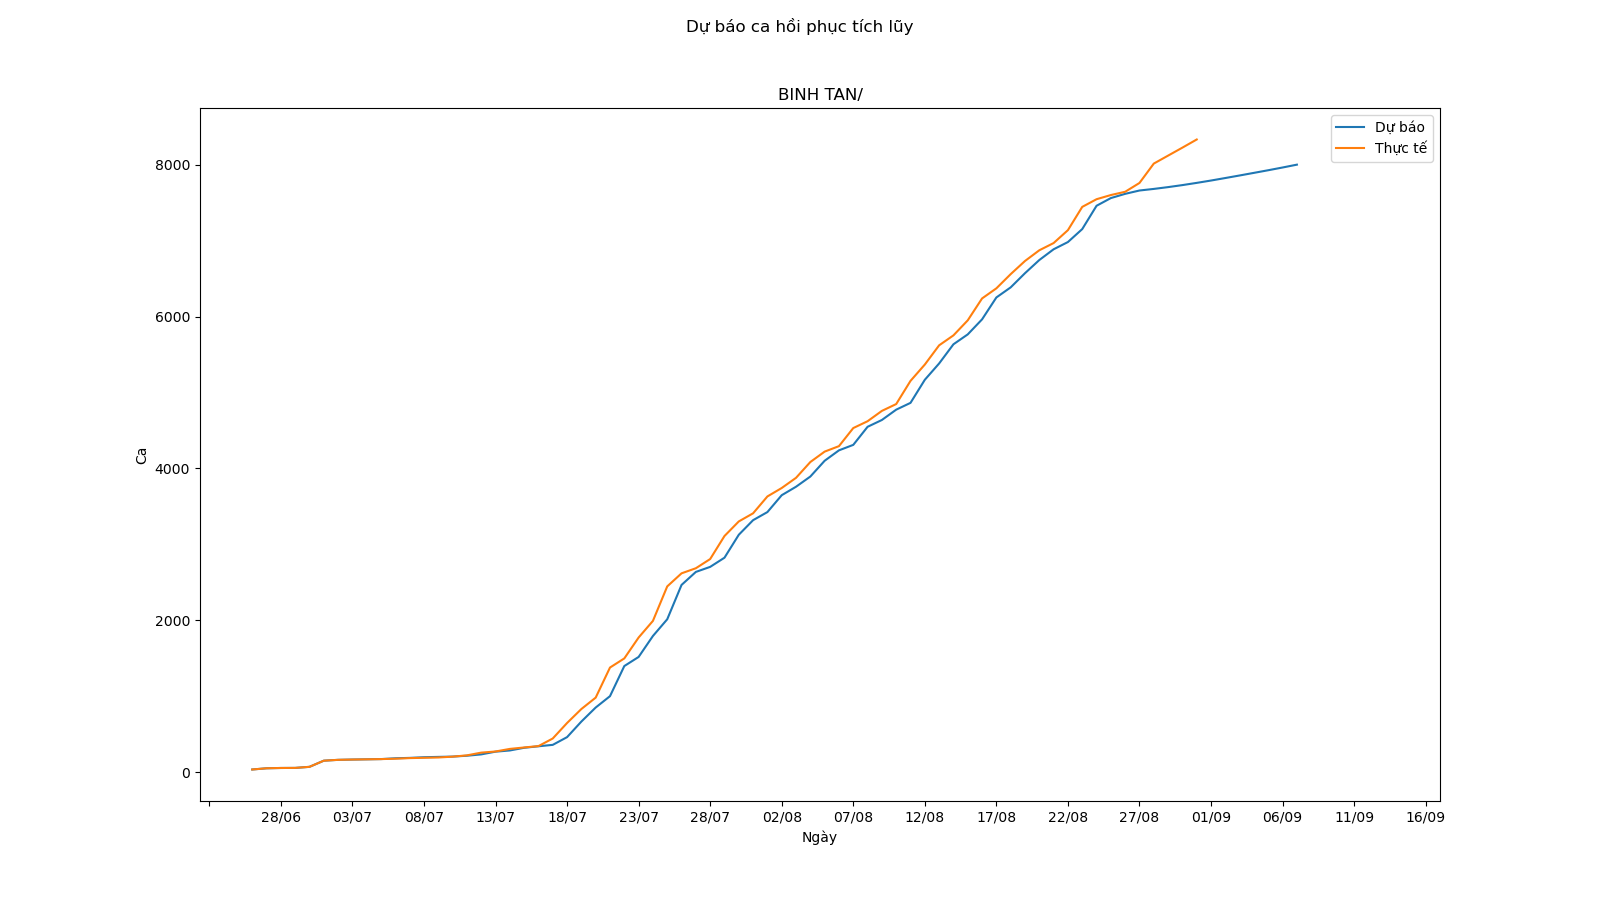 Dự báo ca hồi phục tích lũy
BINH TAN/
Dự báo
Thực tế
8000
6000
4000
2000
0
Ca
28/06 03/07 08/07 13/07 18/07 23/07 28/07 02/08 07/08 12/08 17/08 22/08 27/08 01/09 06/09 11/09 16/09
Ngày